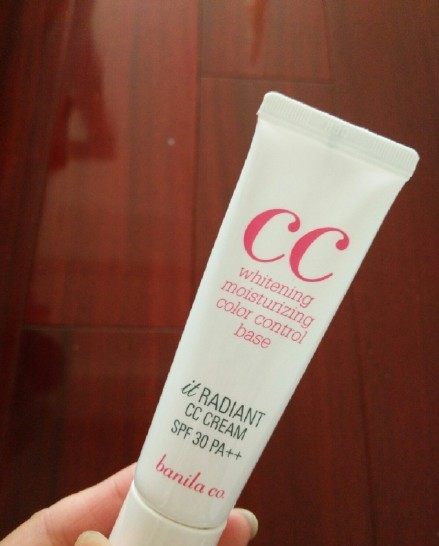 CC
whitening
moisturizing
color control
base
it RADIANT
CC CREAM
SPF 30 PA++
banila co.